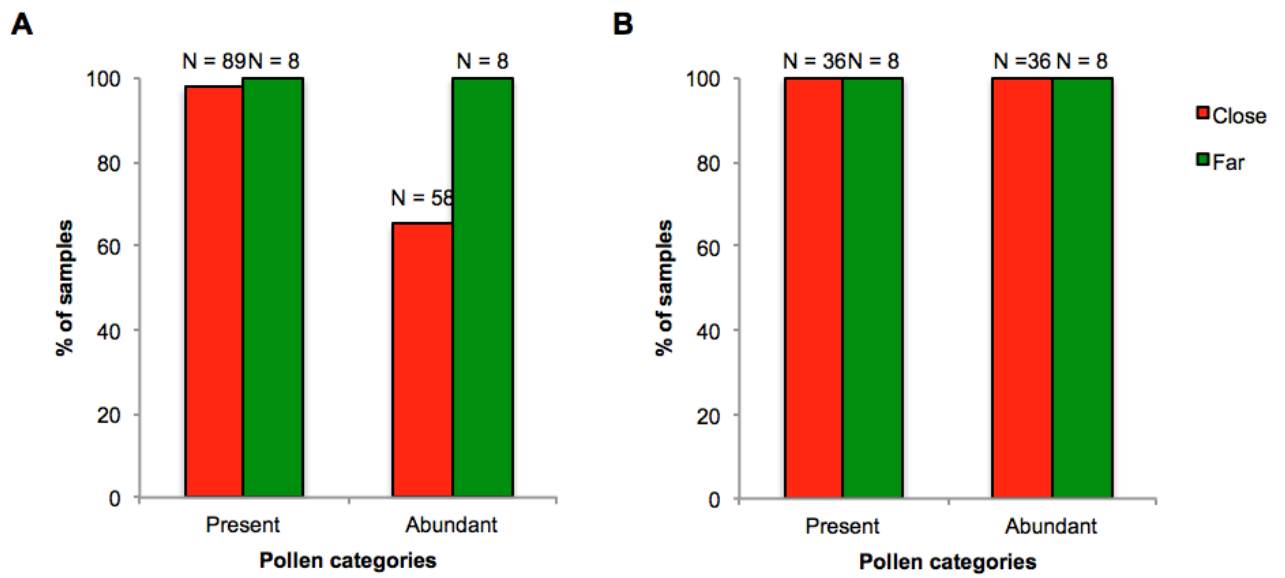 A
N = 89 N = 8
N = 8
N = 58
100
80
60
40
20
0
% of samples
Present Abundant
Pollen categories
B
N = 36 N = 8
N =36 N = 8
100
80
60
40
20
0
% of samples
Present Abundant
Pollen categories
Close
Far